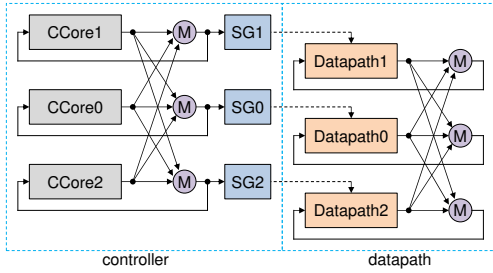 CCore1 M SG1
Datapath1 M
CCore0 M SG0
Datapath0 M
CCore2 M SG2
Datapath2 M
controller datapath